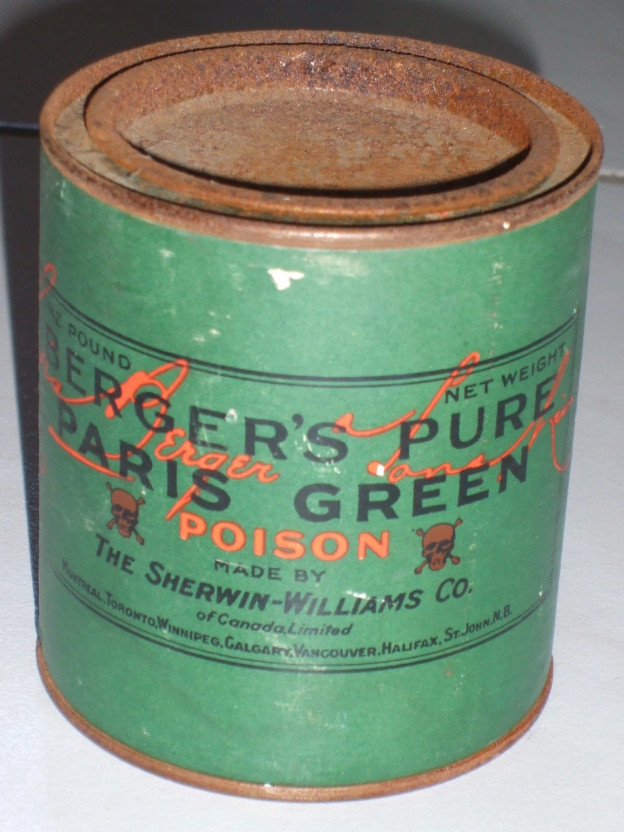 POUND
NET WEIGHT
BERGER'S PURE
PARIS GREEN
Berger Sons
POISON
MADE BY
THE SHERWIN-WILLIAMS CO.
of Canada, Limited
MONTREAL, TORONTO, WINNIPEG, CALGARY, VANCOUVER, HALIFAX, ST. JOHN, N.B.